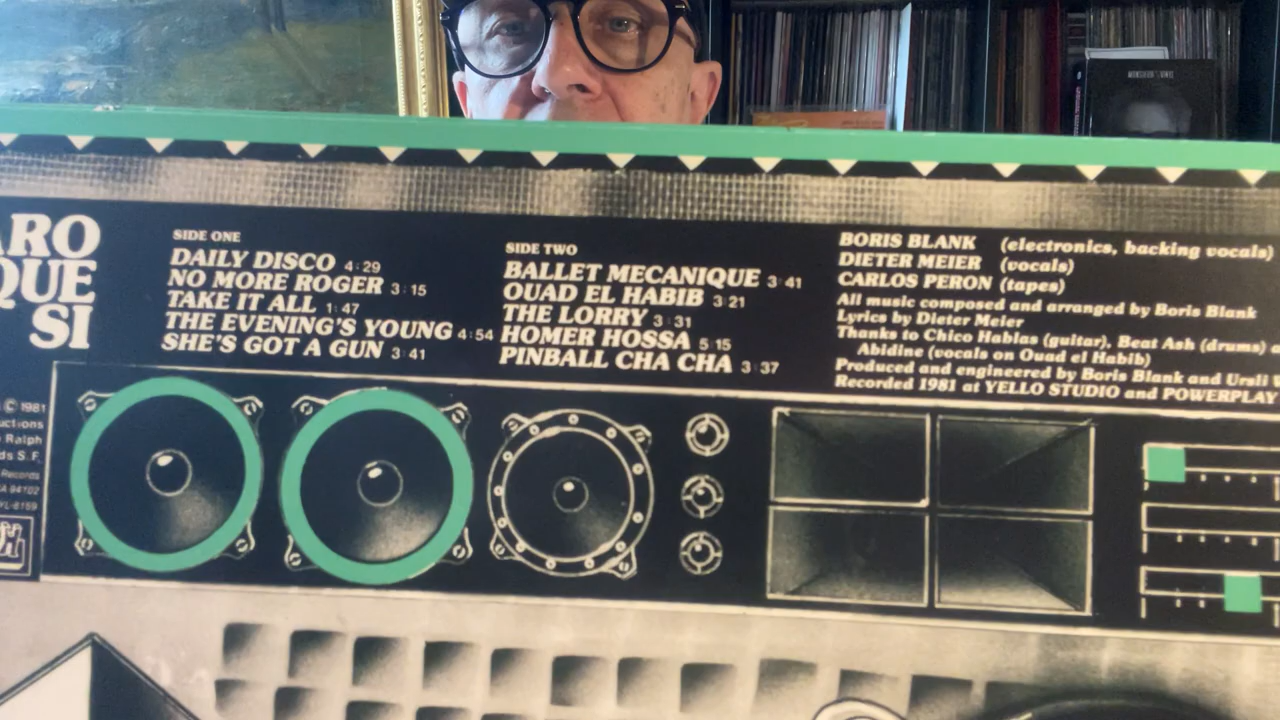 ARO
QUE
SI
SIDE ONE
DAILY DISCO 4:29
NO MORE ROGER 3:15
TAKE IT ALL 1:47
THE EVENING'S YOUNG 4:54
SHE'S GOT A GUN 3:41
SIDE TWO
BALLET MECANIQUE 3:41
OUAD EL HABIB 3:21
THE LORRY 3:31
HOMER HOSSA 5:15
PINBALL CHA CHA 3:37
BORIS BLANK (electronics, backing vocals)
DIETER MEIER (vocals)
CARLOS PERON (tapes)
All music composed and arranged by Boris Blank
Lyrics by Dieter Meier
Thanks to Chico Hablas (guitar), Beat Ash (drums)
Abidine (vocals on Ouad el Habib)
Produced and engineered by Boris Blank and Ursli
Recorded 1981 at YELLO STUDIO and POWERPLAY
© 1981
uctions
Ralph
ds S.F.
Records
CA 94102
YL-8159